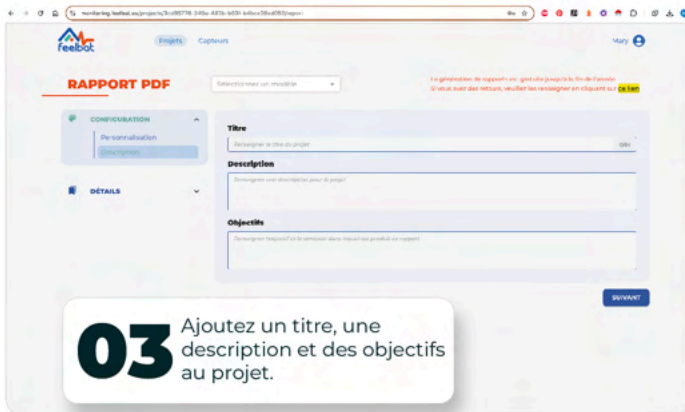 feelbat
Projets
Capteurs
Mary
RAPPORT PDF
Sélectionner un modèle
La génération de rapports est gratuite jusqu'à la fin de l'année
Si vous avez des retours, veuillez les renseigner en cliquant sur ce lien
CONFIGURATION
Personnalisation
Description
DÉTAILS
Titre
Renseigner le titre du projet
Description
Renseigner une description pour le projet
Objectifs
SUIVANT
03
Ajoutez un titre, une
description et des objectifs
au projet.